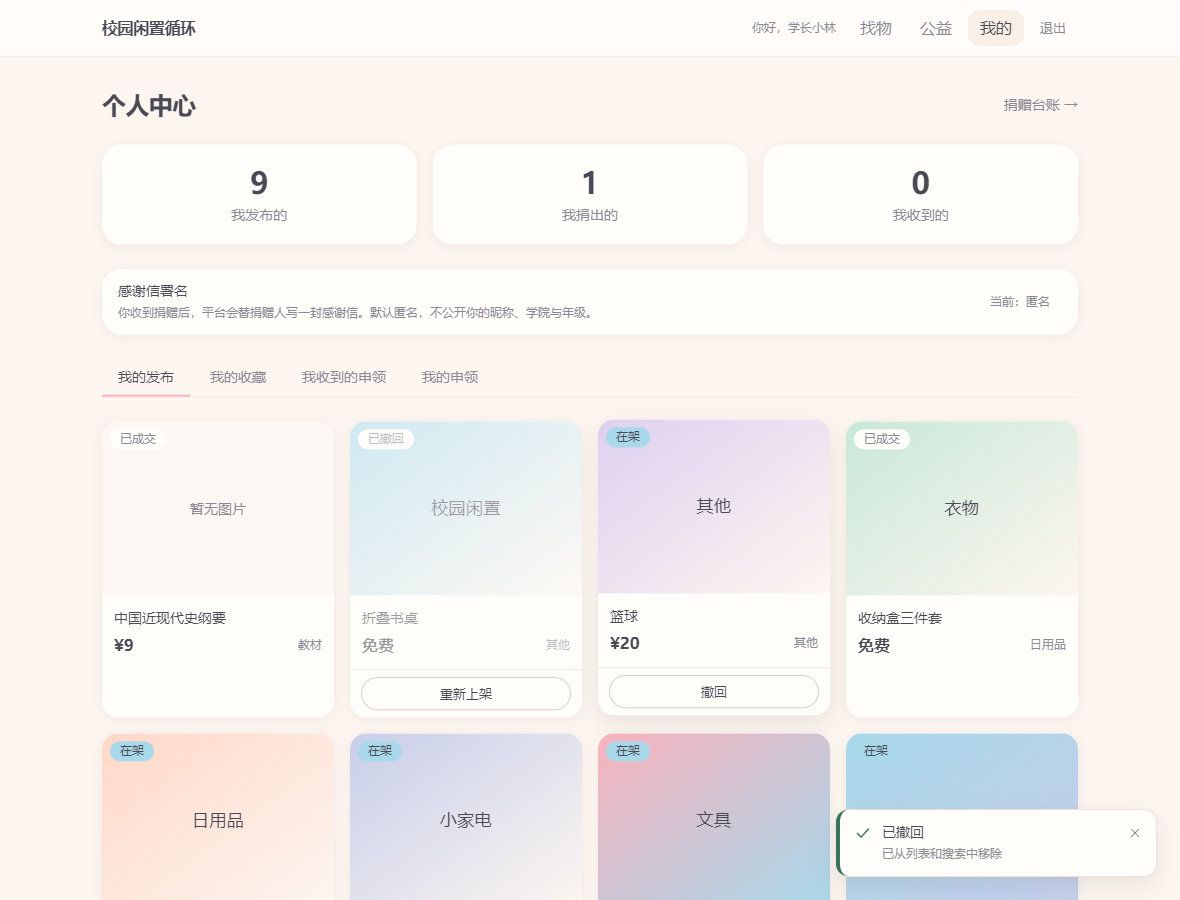 校园闲置循环
你好，学长小林 找物 公益 我的 退出
个人中心
捐赠台账 →
9 1 0
我发布的 我捐出的 我收到的
感谢信署名
你收到捐赠后，平台会替捐赠人写一封感谢信。默认匿名，不公开你的昵称、学院与年级。
当前：匿名
我的发布 我的收藏 我收到的申领 我的申领
已成交
暂无图片
中国近现代史纲要
¥9 教材
已撤回
校园闲置
折叠书桌
免费 其他
重新上架
在架
其他
篮球
¥20 其他
撤回
已成交
衣物
收纳盒三件套
免费 日用品
在架
日用品
在架
小家电
在架
文具
在架
已撤回
已从列表和搜索中移除